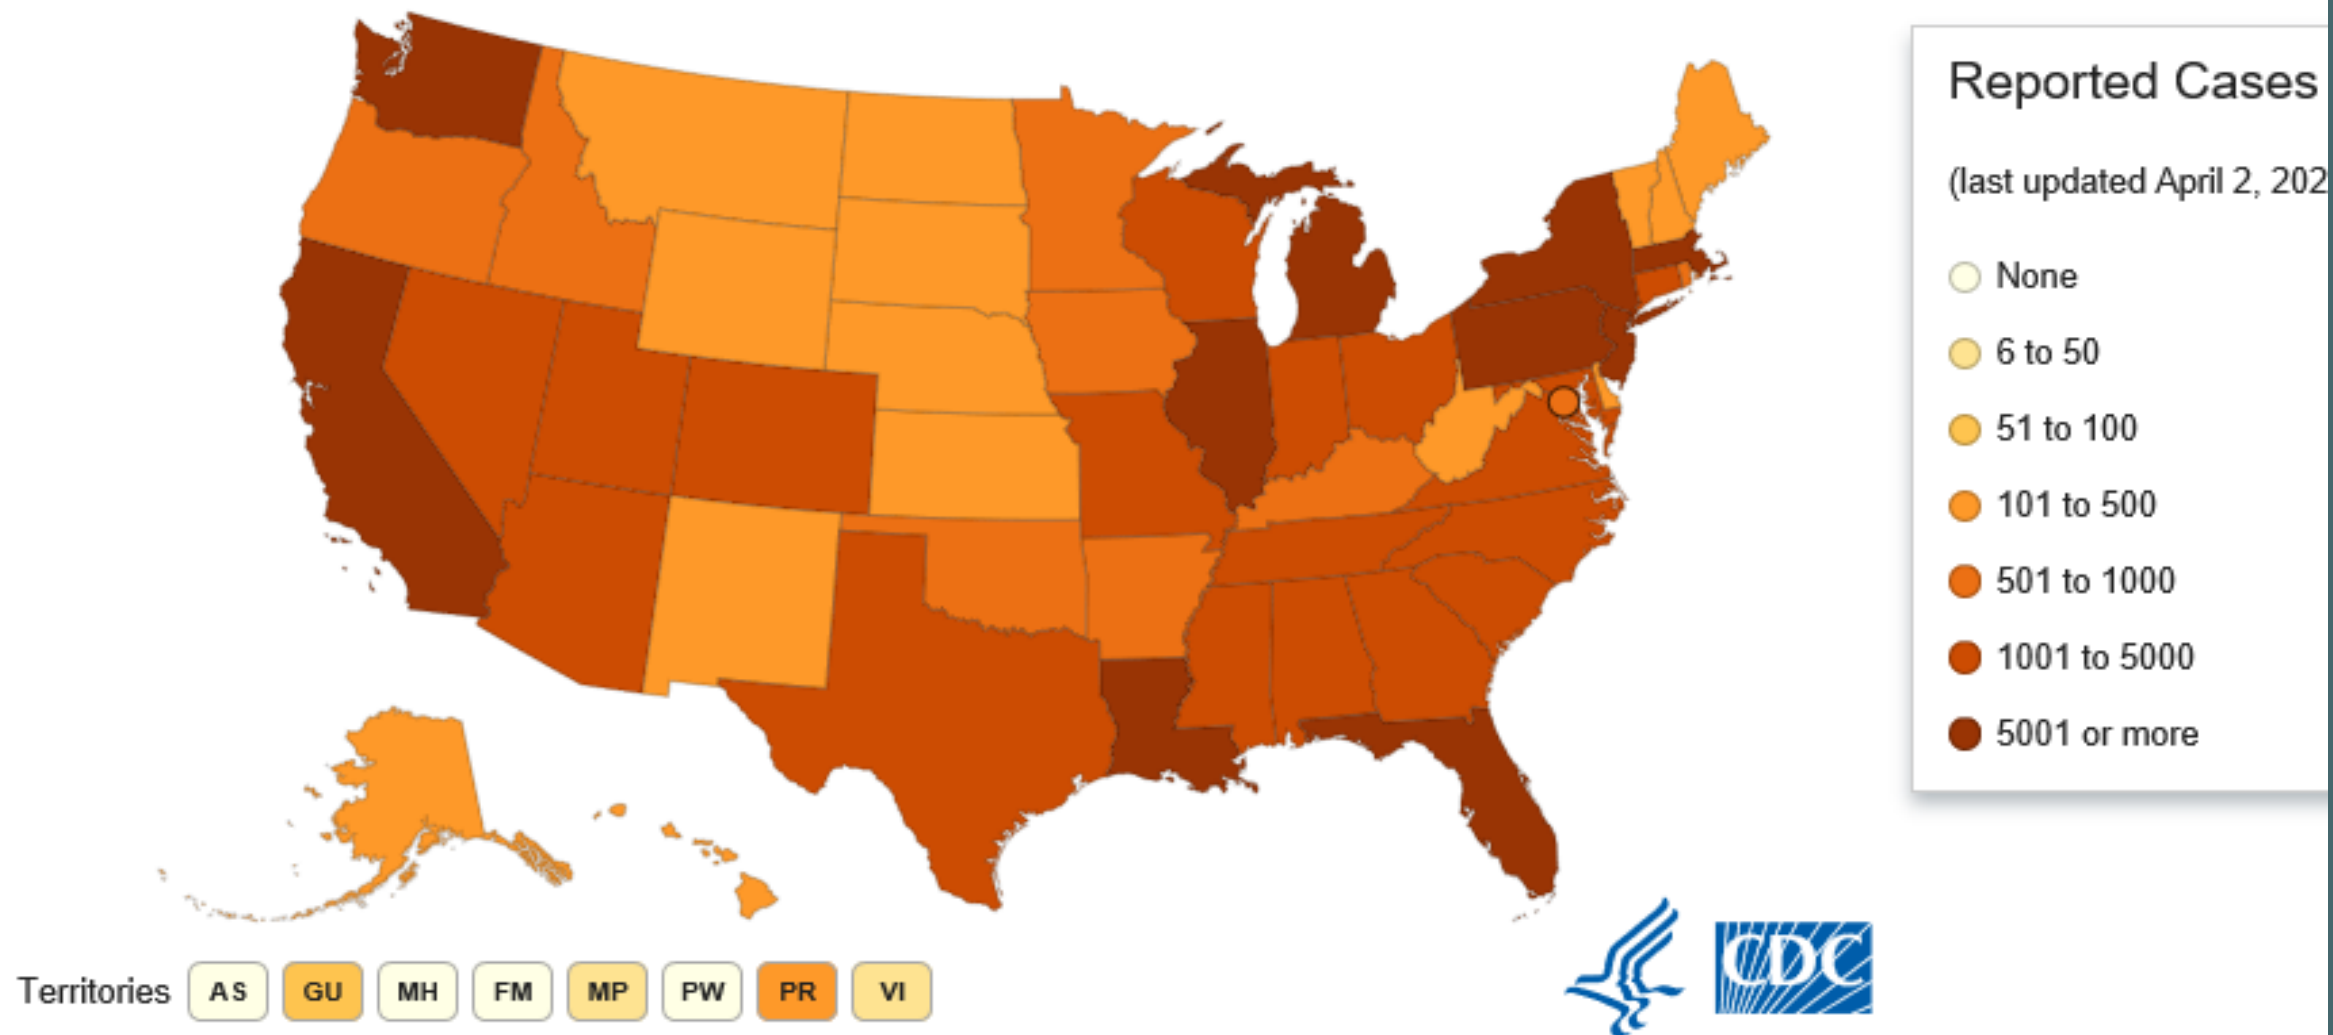 Reported Cases
(last updated April 2, 202
None
6 to 50
51 to 100
101 to 500
501 to 1000
1001 to 5000
5001 or more
Territories AS GU MH FM MP PW PR VI
CDC